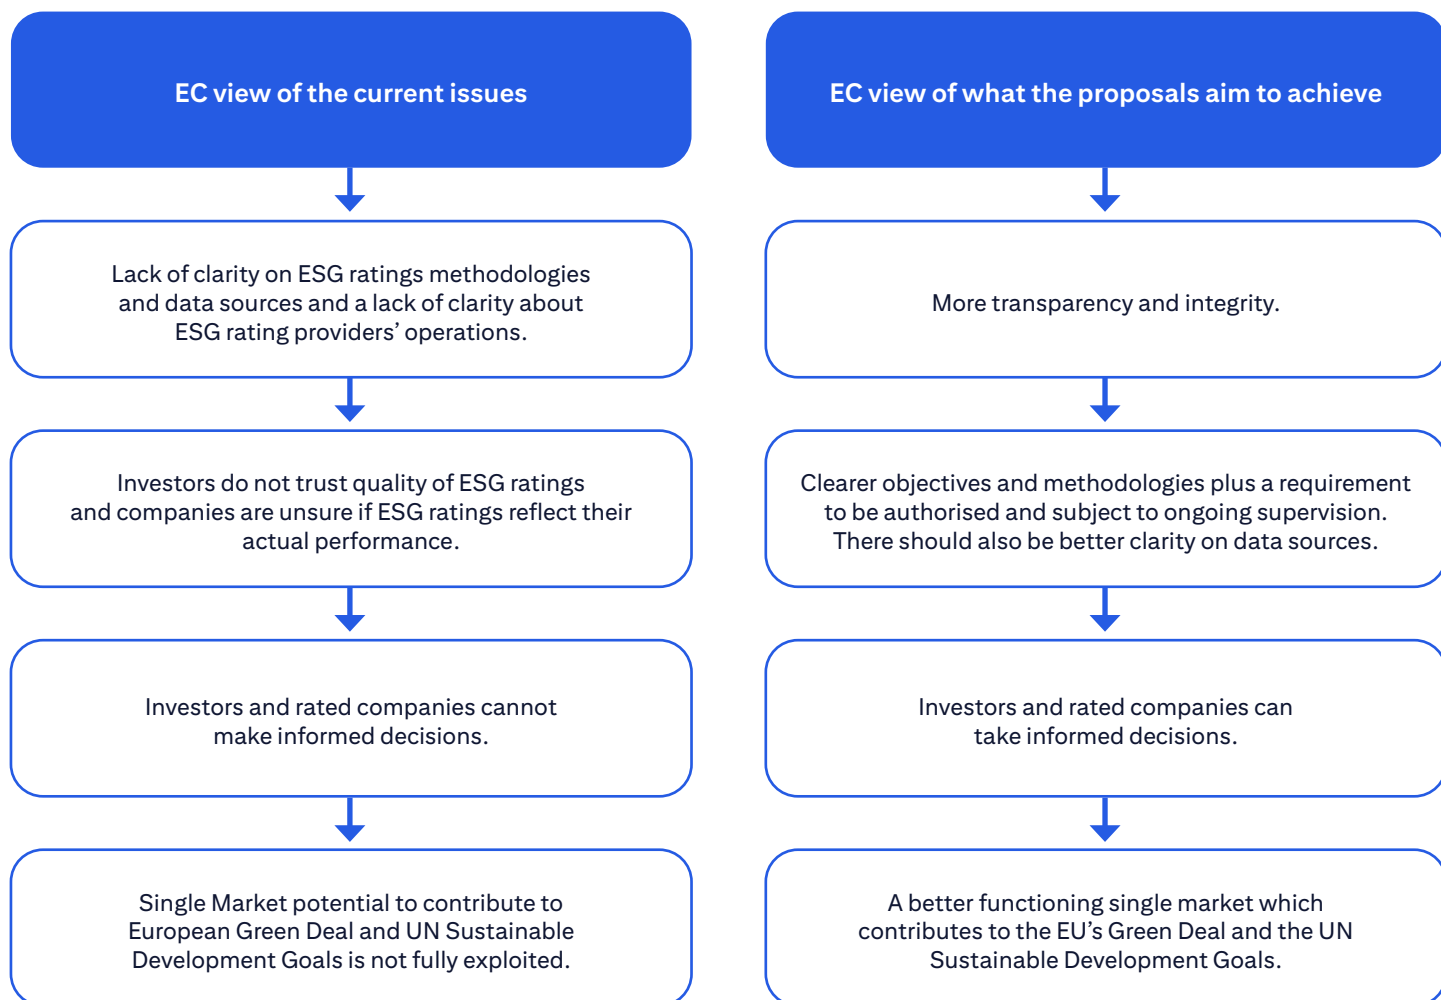 EC view of the current issues
Lack of clarity on ESG ratings methodologies
and data sources and a lack of clarity about
ESG rating providers’ operations.
Investors do not trust quality of ESG ratings
and companies are unsure if ESG ratings reflect their
actual performance.
Investors and rated companies cannot
make informed decisions.
Single Market potential to contribute to
European Green Deal and UN Sustainable
Development Goals is not fully exploited.
EC view of what the proposals aim to achieve
More transparency and integrity.
Clearer objectives and methodologies plus a requirement
to be authorised and subject to ongoing supervision.
There should also be better clarity on data sources.
Investors and rated companies can
take informed decisions.
A better functioning single market which
contributes to the EU’s Green Deal and the UN
Sustainable Development Goals.